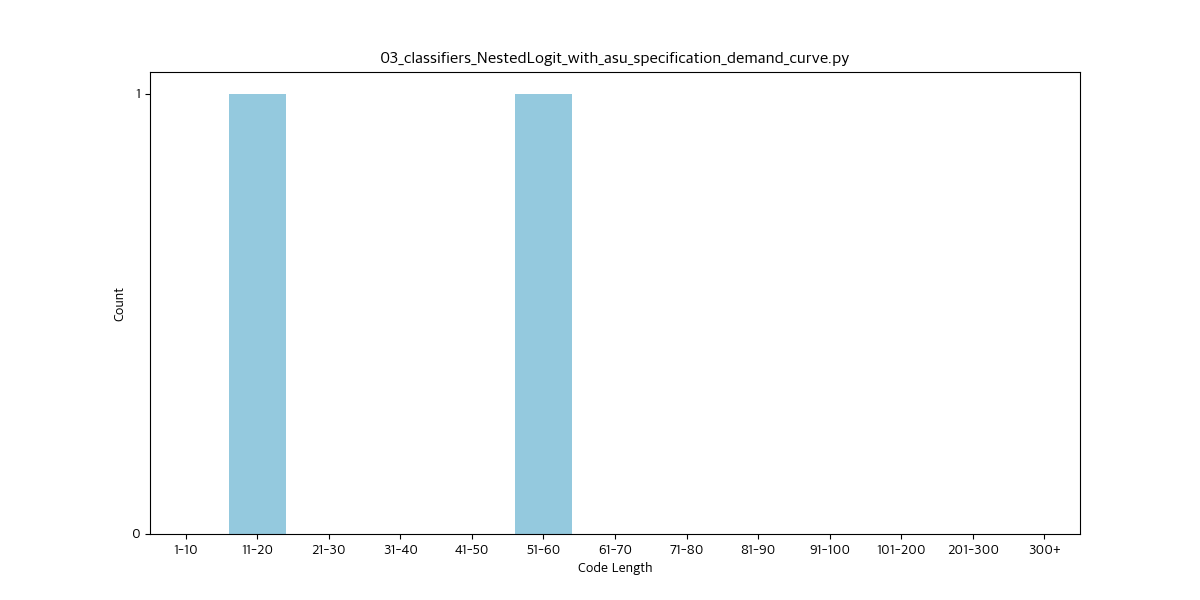 03_classifiers_NestedLogit_with_asu_specification_demand_curve.py
1
Count
0
1-10 11-20 21-30 31-40 41-50 51-60 61-70 71-80 81-90 91-100 101-200 201-300 300+
Code Length